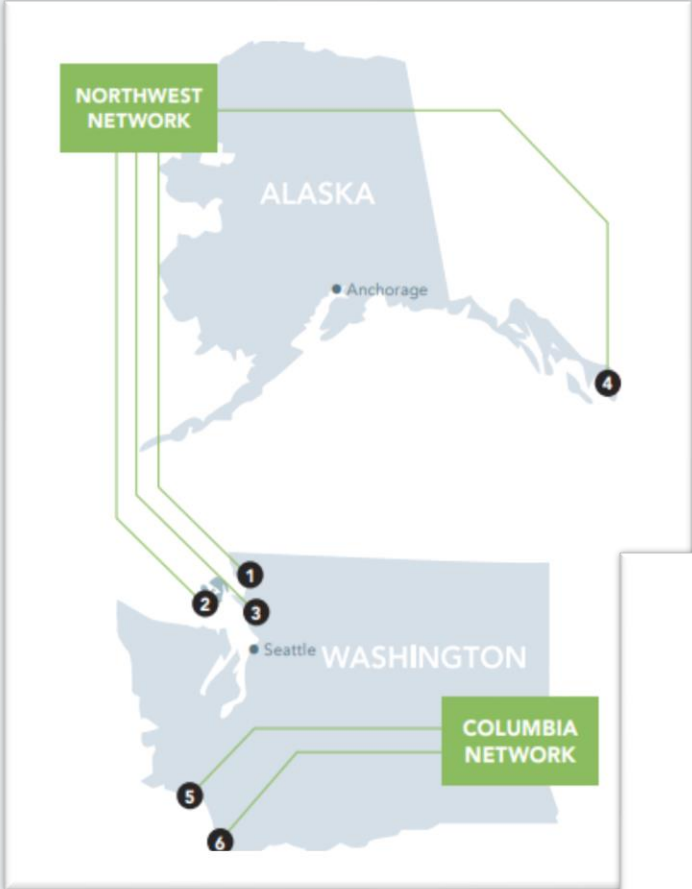 NORTHWEST
NETWORK
ALASKA
Anchorage
4
1
2
3
Seattle
WASHINGTON
COLUMBIA
NETWORK
5
6